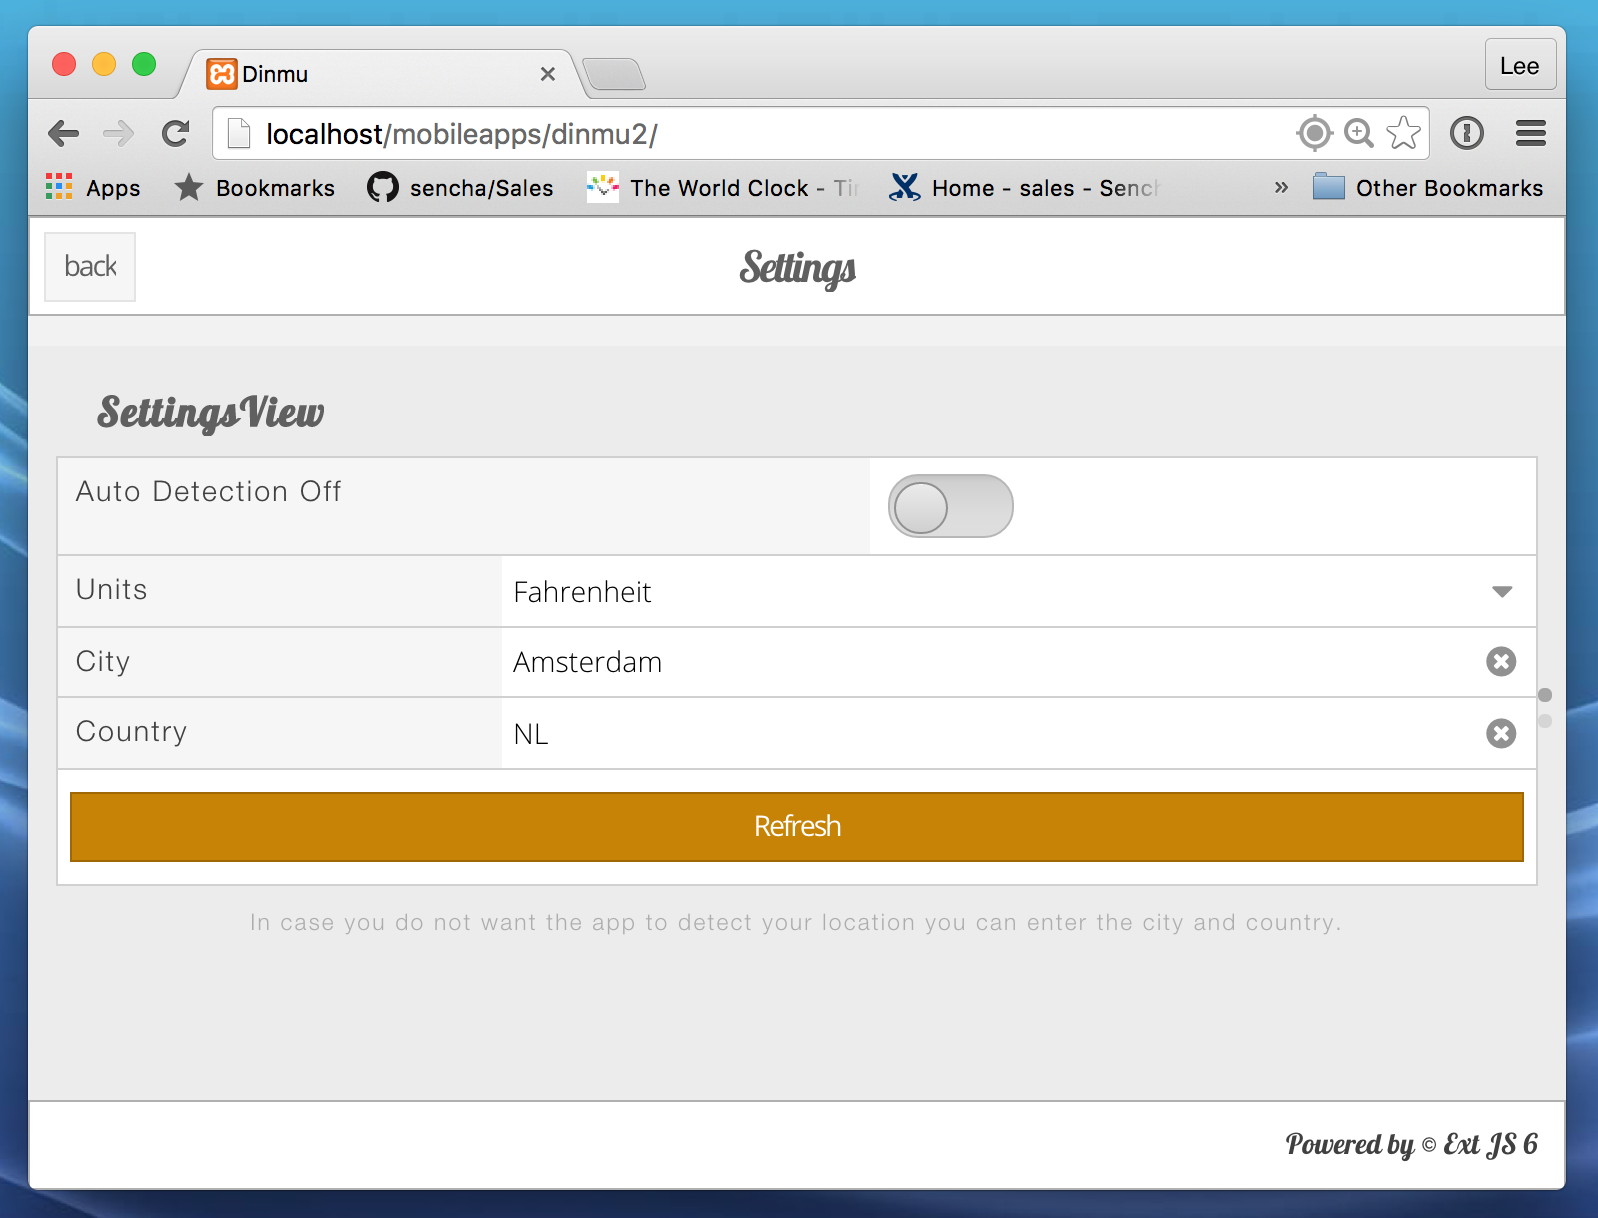 Dinmu
Lee
localhost/mobileapps/dinmu2/
Apps Bookmarks sencha/Sales The World Clock - Tir Home - sales - Sench » Other Bookmarks
back
Settings
SettingsView
Auto Detection Off
Units Fahrenheit
City Amsterdam
Country NL
Refresh
In case you do not want the app to detect your location you can enter the city and country.
Powered by © Ext JS 6